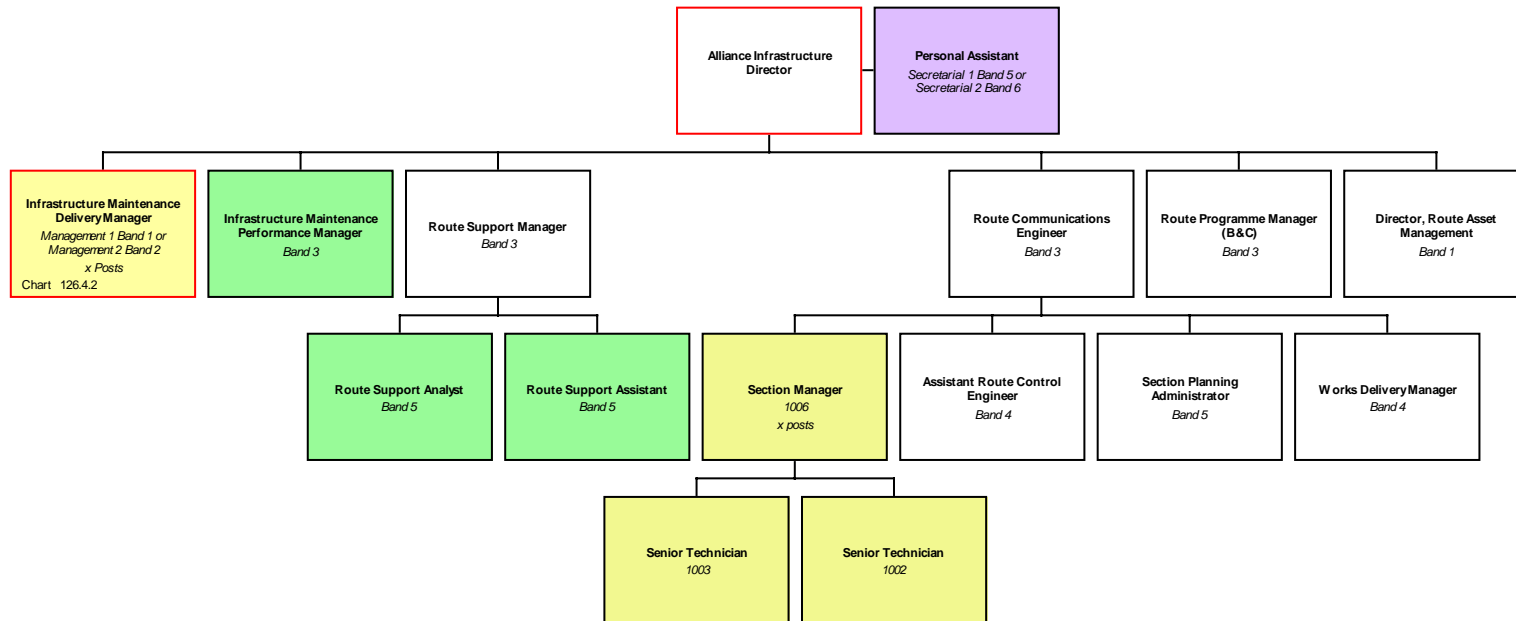 Alliance Infrastructure
Director
Personal Assistant
Secretarial 1 Band 5 or
Secretarial 2 Band 6
Infrastructure Maintenance
Delivery Manager
Management 1 Band 1 or
Management 2 Band 2
x Posts
Chart 126.4.2
Infrastructure Maintenance
Performance Manager
Band 3
Route Support Manager
Band 3
Route Communications
Engineer
Band 3
Route Programme Manager
(B&C)
Band 3
Director, Route Asset
Management
Band 1
Route Support Analyst
Band 5
Route Support Assistant
Band 5
Section Manager
1006
x posts
Assistant Route Control
Engineer
Band 4
Section Planning
Administrator
Band 5
Works Delivery Manager
Band 4
Senior Technician
1003
Senior Technician
1002